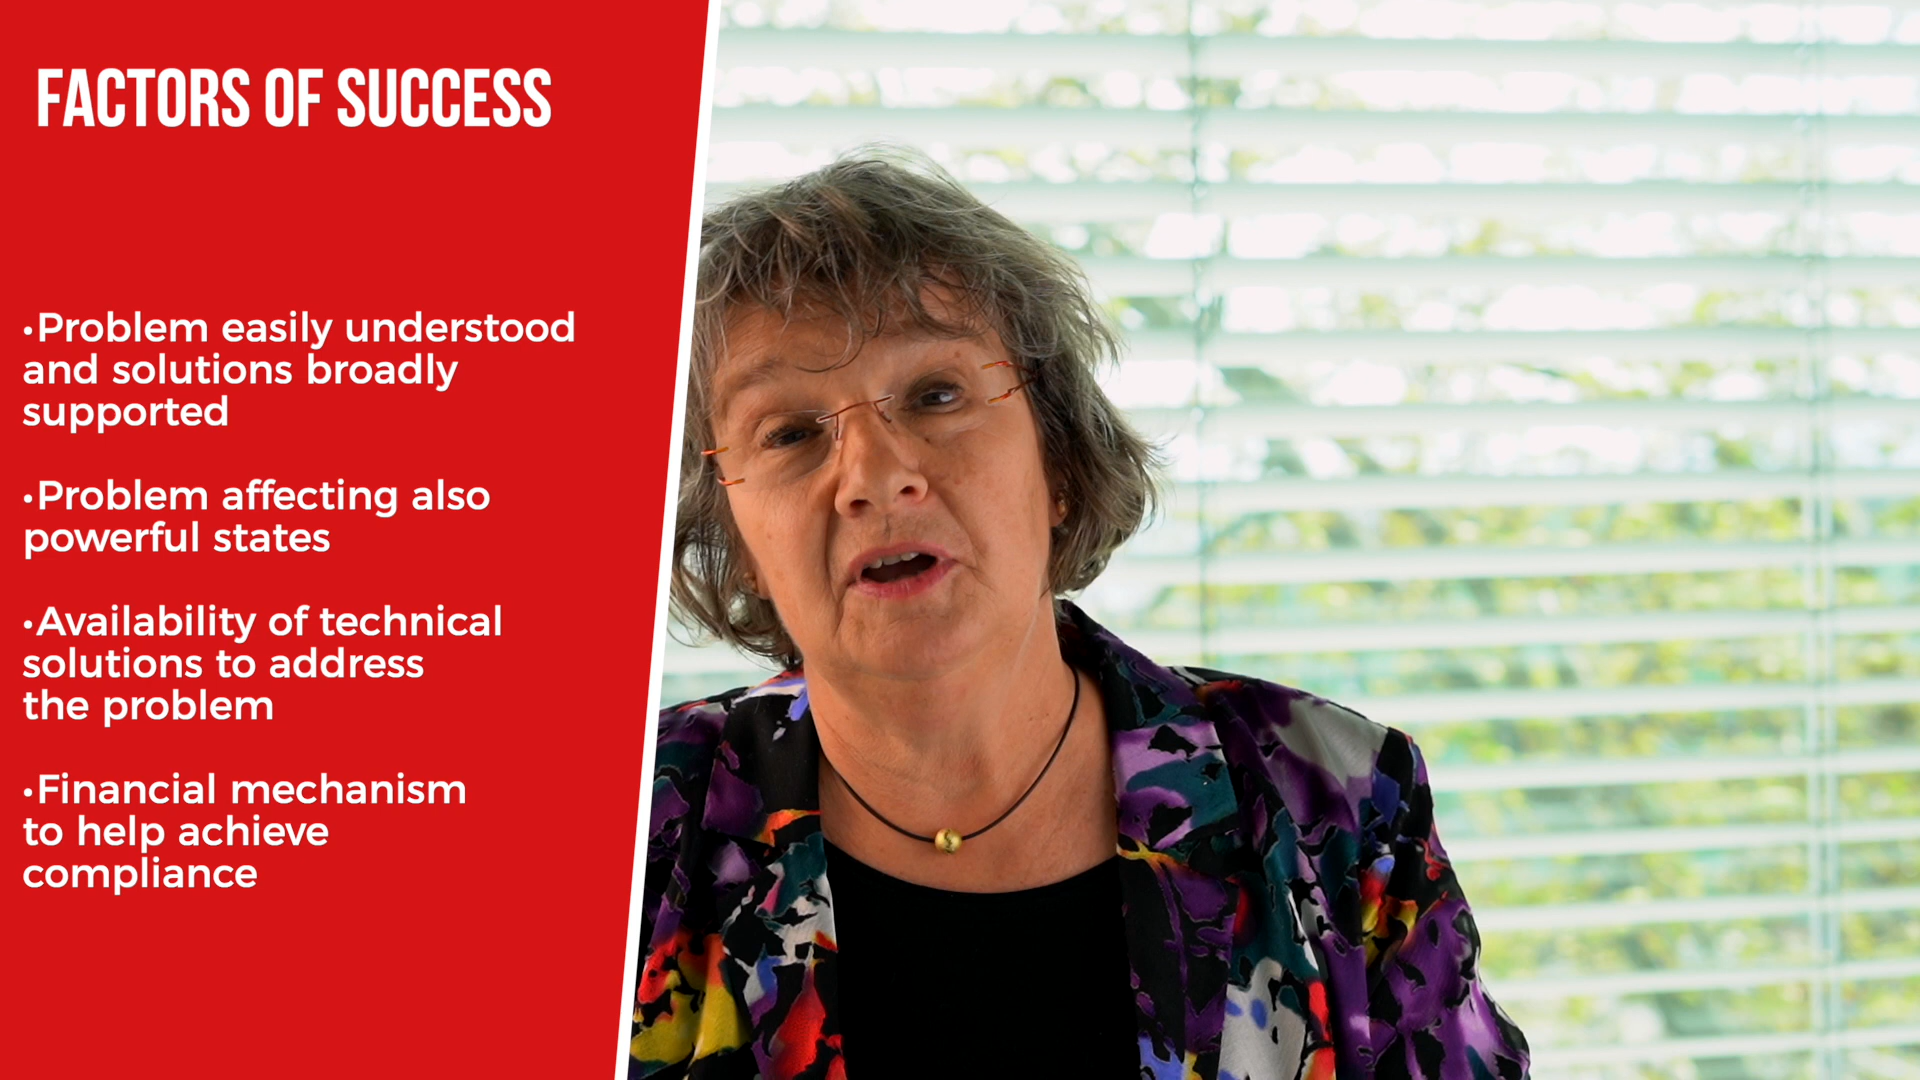 FACTORS OF SUCCESS
•Problem easily understood
and solutions broadly
supported
•Problem affecting also
powerful states
•Availability of technical
solutions to address
the problem
•Financial mechanism
to help achieve
compliance